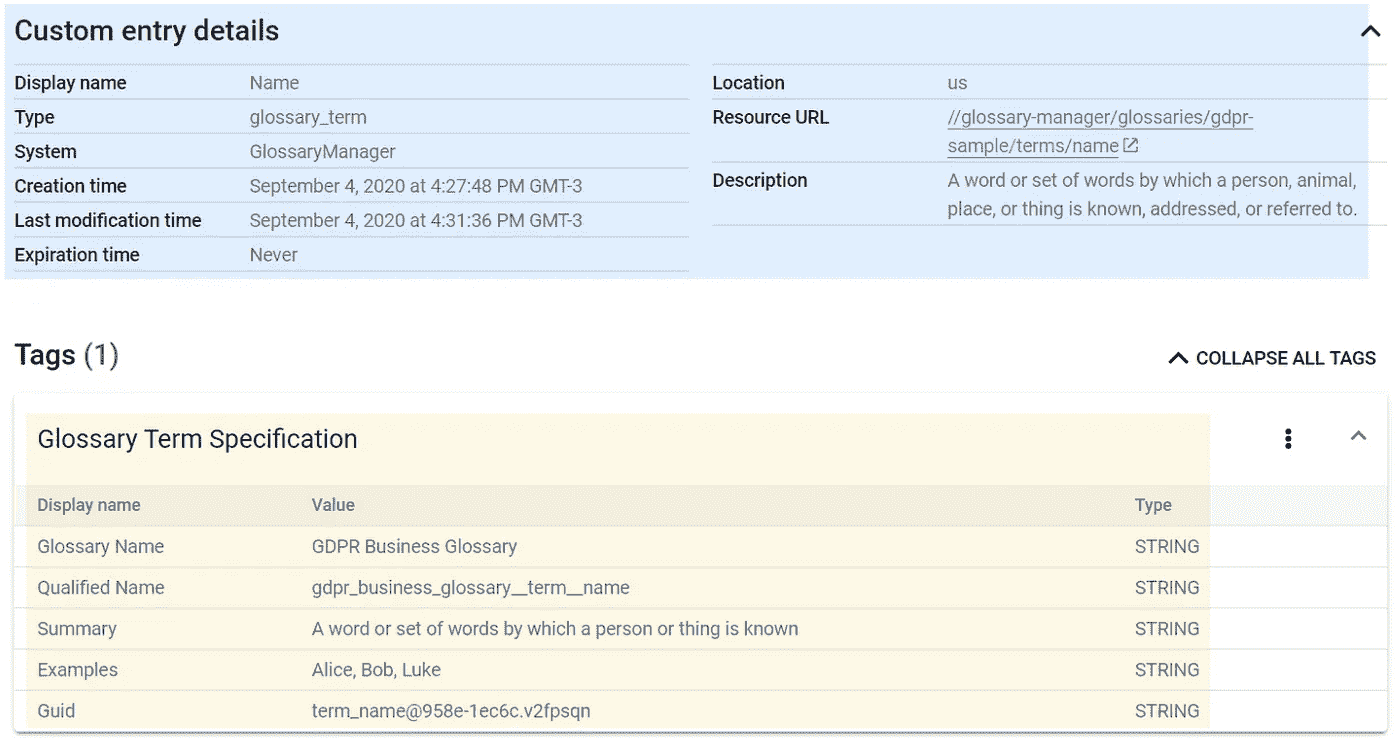 Custom entry details
Display name Name
Type glossary_term
System GlossaryManager
Creation time September 4, 2020 at 4:27:48 PM GMT-3
Last modification time September 4, 2020 at 4:31:36 PM GMT-3
Expiration time Never
Location us
Resource URL //glossary-manager/glossaries/gdpr-
sample/terms/name
Description A word or set of words by which a person, animal,
place, or thing is known, addressed, or referred to.
Tags (1)
COLLAPSE ALL TAGS
Glossary Term Specification
Display name Value Type
Glossary Name GDPR Business Glossary STRING
Qualified Name gdpr_business_glossary__term__name STRING
Summary A word or set of words by which a person or thing is known STRING
Examples Alice, Bob, Luke STRING
Guid term_name@958e-1ec6c.v2fpsqn STRING